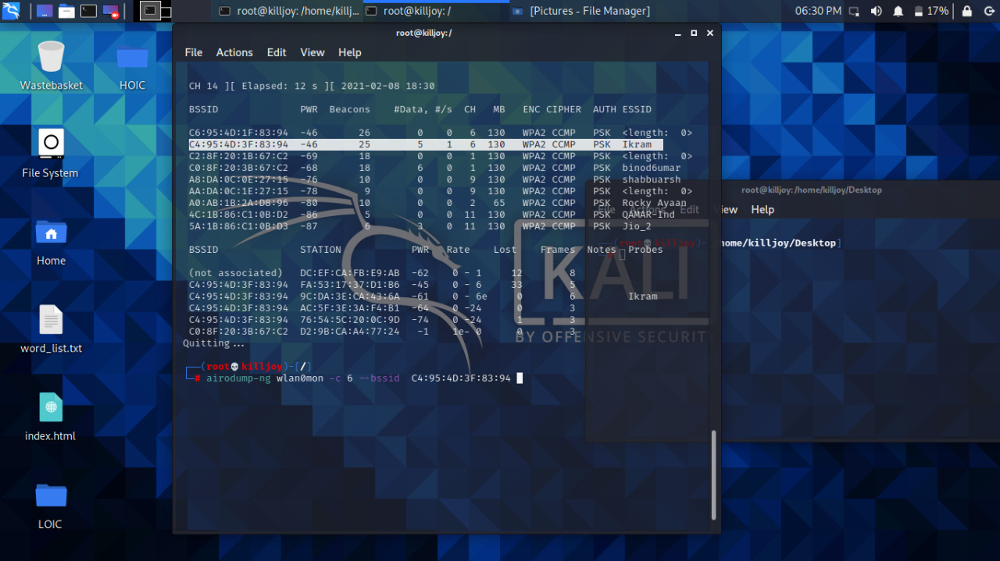 root@killjoy: /home/killj...
root@killjoy: /
[Pictures - File Manager]
06:30 PM
17%
root@killjoy:/
File Actions Edit View Help
Wastebasket
HOIC
File System
Home
word_list.txt
index.html
LOIC
CH 14 ][ Elapsed: 12 s ][ 2021-02-08 18:30
BSSID PWR Beacons #Data, #/s CH MB ENC CIPHER AUTH ESSID
C6:95:4D:1F:83:94 -46 26 0 0 6 130 WPA2 CCMP PSK <length: 0>
C4:95:4D:3F:83:94 -46 25 5 1 6 130 WPA2 CCMP PSK Ikram
C2:8F:20:1B:67:C2 -69 18 0 0 1 130 WPA2 CCMP PSK <length: 0>
C0:8F:20:3B:67:C2 -68 18 6 0 1 130 WPA2 CCMP PSK binod6umar
A8:DA:0C:0E:27:15 -76 10 0 0 9 130 WPA2 CCMP PSK shabbuarsh
AA:DA:0C:1E:27:15 -78 9 0 0 9 130 WPA2 CCMP PSK <length: 0>
A0:AB:1B:2A:D8:96 -80 10 0 0 2 65 WPA2 CCMP PSK Rocky Ayaan
4C:1B:86:C1:0B:D2 -86 5 0 0 11 130 WPA2 CCMP PSK QAMAR-Ind
5A:1B:86:C1:0B:D3 -87 6 3 0 11 130 WPA2 CCMP PSK Jio_2
BSSID STATION PWR Rate Lost Frames Notes Probes
(not associated) DC:EF:CA:FB:E9:AB -62 0 - 1 12 8
C4:95:4D:3F:83:94 FA:53:17:37:D1:B6 -45 0 - 6 33 5
C4:95:4D:3F:83:94 9C:DA:3E:CA:43:6A -61 0 - 6e 0 6 Ikram
C4:95:4D:3F:83:94 AC:5F:3E:3A:F4:B1 -64 0 -24 0 3
C4:95:4D:3F:83:94 76:54:5C:20:0C:9D -74 0 -24 1 3
C0:8F:20:3B:67:C2 D2:9B:CA:A4:77:24 -1 1e- 0 0 3
Quitting...
(root💀killjoy)-[/]
# airodump-ng wlan0mon -c 6 --bssid C4:95:4D:3F:83:94
root@killjoy:/home/killjoy/Desktop
File Actions Edit View Help
(root💀killjoy)-[/home/killjoy/Desktop]
#
KALI
BY OFFENSIVE SECURITY